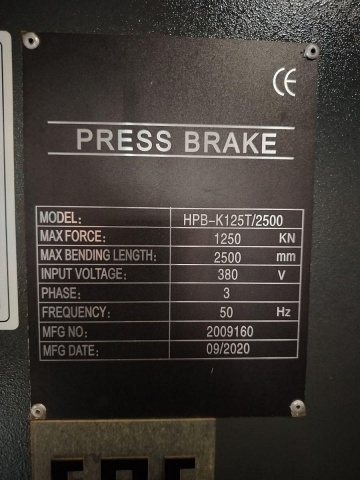 CE
PRESS BRAKE
MODEL: HPB-K125T/2500
MAX FORCE: 1250 KN
MAX BENDING LENGTH: 2500 mm
INPUT VOLTAGE: 380 V
PHASE: 3
FREQUENCY: 50 Hz
MFG NO: 2009160
MFG DATE: 09/2020